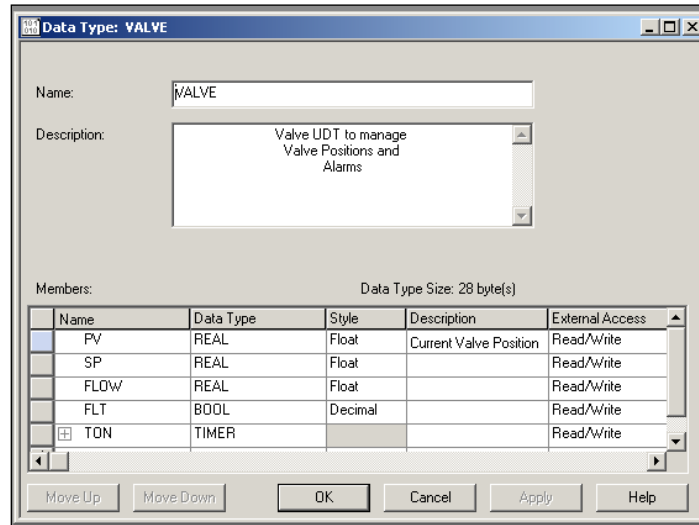 101
010
Data Type: VALVE
Name:
VALVE
Description:
Valve UDT to manage
Valve Positions and
Alarms
Members:
Data Type Size: 28 byte(s)
Name Data Type Style Description External Access
PV REAL Float Current Valve Position Read/Write
SP REAL Float Read/Write
FLOW REAL Float Read/Write
FLT BOOL Decimal Read/Write
TON TIMER Read/Write
Move Up Move Down OK Cancel Apply Help